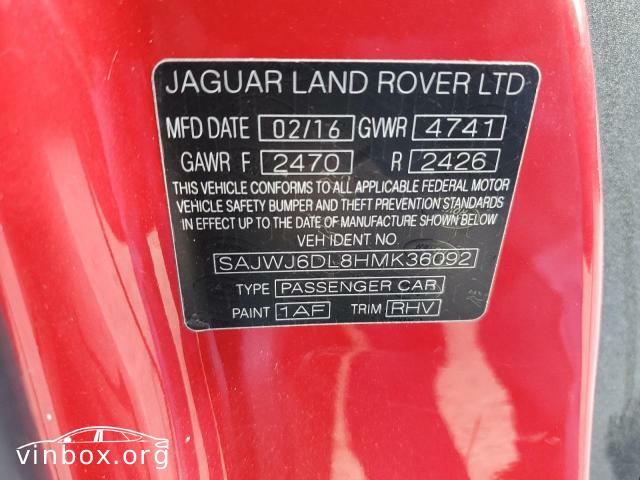 JAGUAR LAND ROVER LTD
MFD DATE 02/16 GVWR 4741
GAWR F 2470 R 2426
THIS VEHICLE CONFORMS TO ALL APPLICABLE FEDERAL MOTOR
VEHICLE SAFETY BUMPER AND THEFT PREVENTION STANDARDS
IN EFFECT UP TO THE DATE OF MANUFACTURE SHOWN BELOW
VEH IDENT NO
SAJWJ6DL8HMK36092
TYPE PASSENGER CAR
PAINT 1AF TRIM RHV
vinbox.org